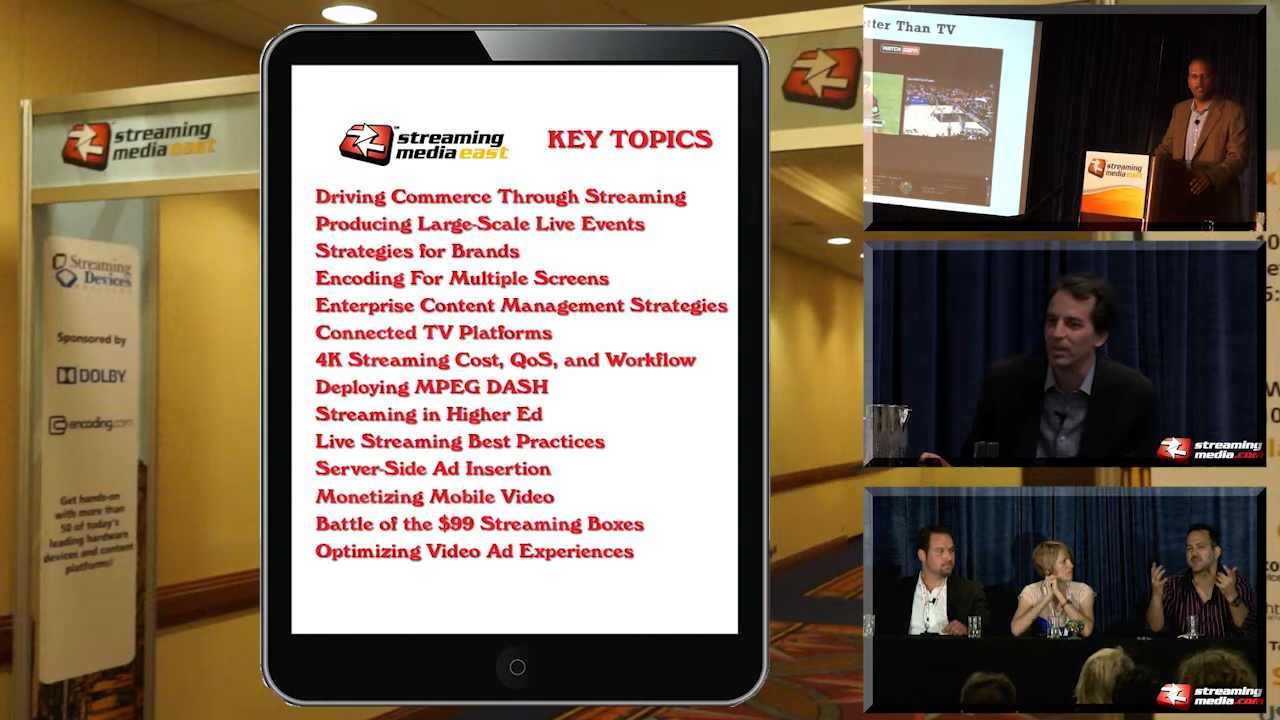 streaming
media east
Streaming
Devices
Sponsored by
DOLBY
encoding.com
Get hands-on
with more than
50 of today's
leading hardware
devices and content
platforms!
streaming
media east
KEY TOPICS
Driving Commerce Through Streaming
Producing Large-Scale Live Events
Strategies for Brands
Encoding For Multiple Screens
Enterprise Content Management Strategies
Connected TV Platforms
4K Streaming Cost, QoS, and Workflow
Deploying MPEG DASH
Streaming in Higher Ed
Live Streaming Best Practices
Server-Side Ad Insertion
Monetizing Mobile Video
Battle of the $99 Streaming Boxes
Optimizing Video Ad Experiences
Than TV
WATCH ESPN
streaming
media east
streaming
media.com
streaming
media.com